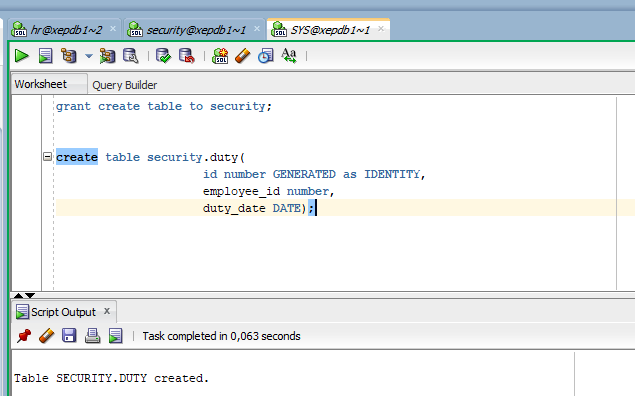 hr@xepdb1~2 security@xepdb1~1 SYS@xepdb1~1
Worksheet Query Builder
grant create table to security;
create table security.duty(
id number GENERATED as IDENTITY,
employee_id number,
duty_date DATE);
Script Output x
Task completed in 0,063 seconds
Table SECURITY.DUTY created.